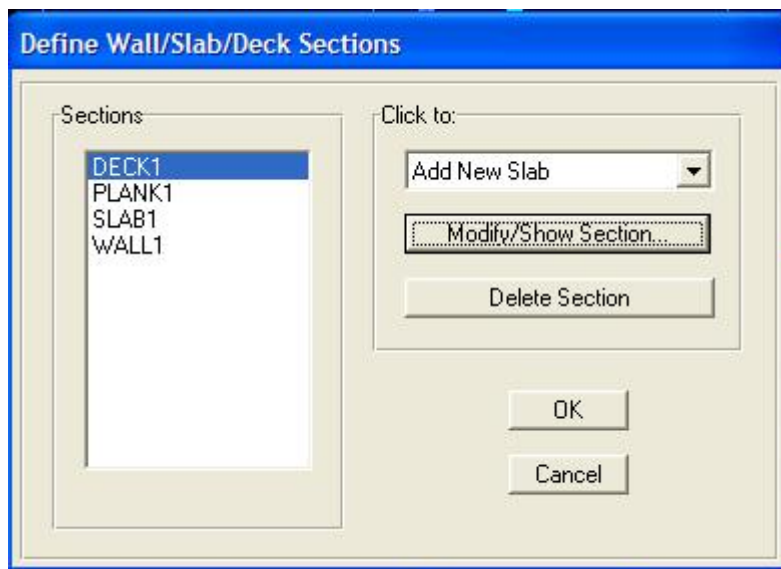 Define Wall/Slab/Deck Sections
Sections
DECK1
PLANK1
SLAB1
WALL1
Click to:
Add New Slab
Modify/Show Section...
Delete Section
OK
Cancel